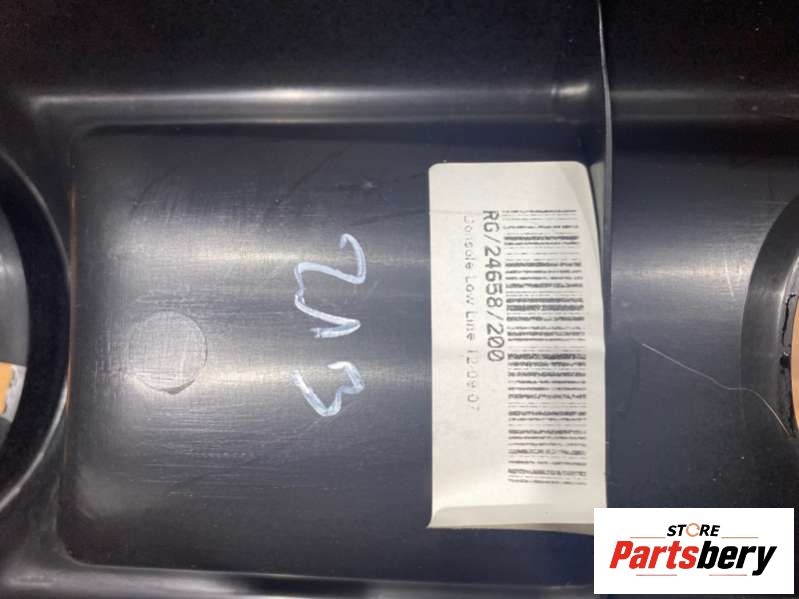 RG/24658/200
Console Low Line 12 09 07
STORE
Partsbery